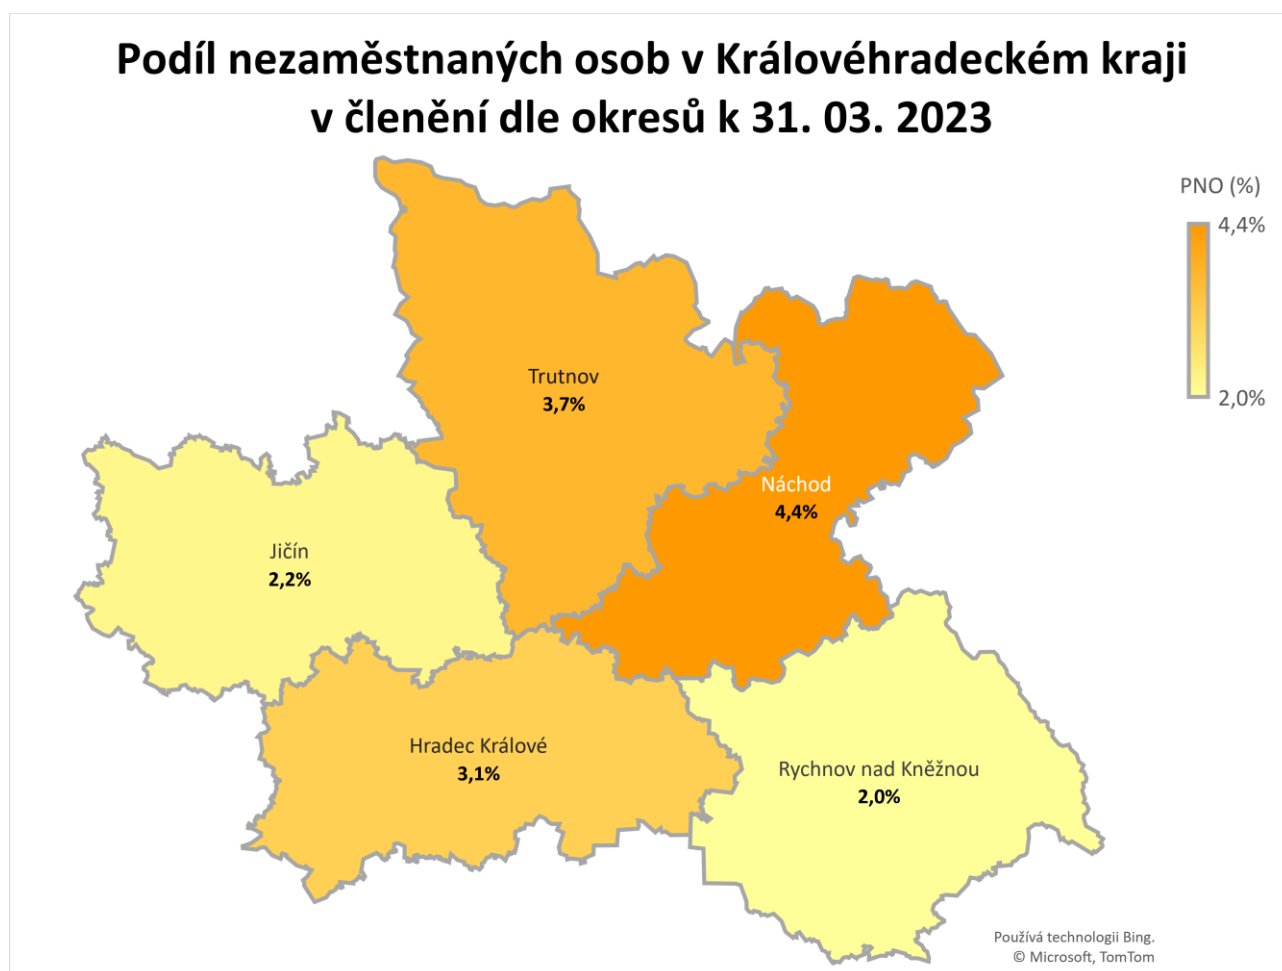 Podíl nezaměstnaných osob v Královéhradeckém kraji
v členění dle okresů k 31. 03. 2023
PNO (%)
4,4%
2,0%
Trutnov
3,7%
Náchod
4,4%
Jičín
2,2%
Hradec Králové
3,1%
Rychnov nad Kněžnou
2,0%
Používá technologii Bing.
© Microsoft, TomTom